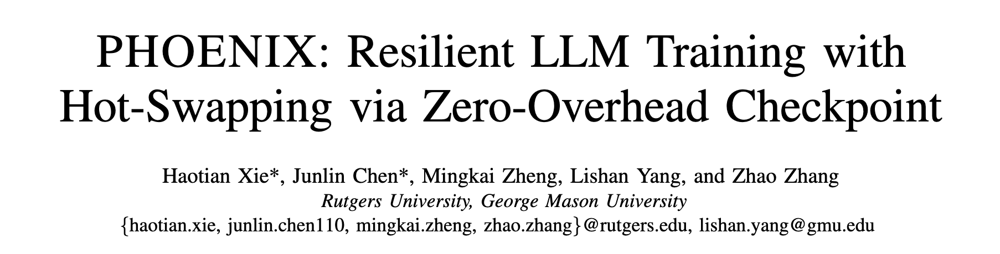 PHOENIX: Resilient LLM Training with
Hot-Swapping via Zero-Overhead Checkpoint
Haotian Xie*, Junlin Chen*, Mingkai Zheng, Lishan Yang, and Zhao Zhang
Rutgers University, George Mason University
{haotian.xie, junlin.chen110, mingkai.zheng, zhao.zhang}@rutgers.edu, lishan.yang@gmu.edu